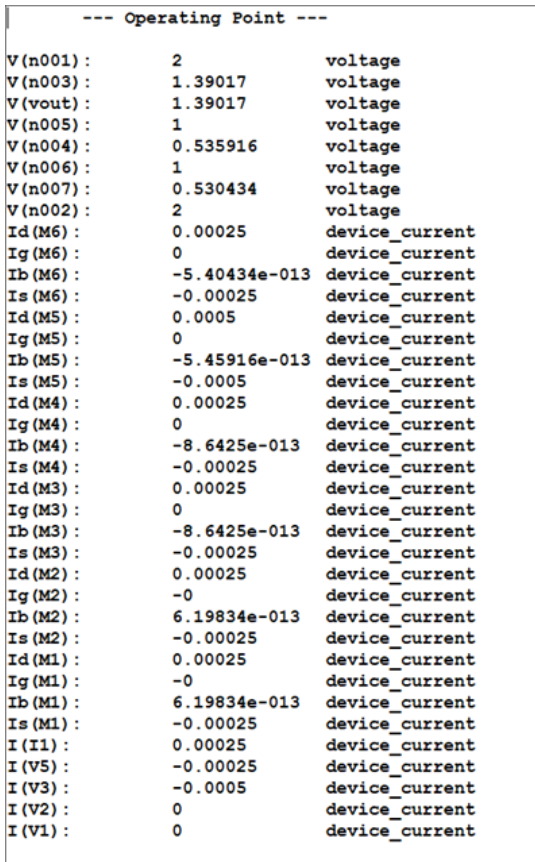 --- Operating Point ---
V(n001): 2 voltage
V(n003): 1.39017 voltage
V(vout): 1.39017 voltage
V(n005): 1 voltage
V(n004): 0.535916 voltage
V(n006): 1 voltage
V(n007): 0.530434 voltage
V(n002): 2 voltage
Id(M6): 0.00025 device_current
Ig(M6): 0 device_current
Ib(M6): -5.40434e-013 device_current
Is(M6): -0.00025 device_current
Id(M5): 0.0005 device_current
Ig(M5): 0 device_current
Ib(M5): -5.45916e-013 device_current
Is(M5): -0.0005 device_current
Id(M4): 0.00025 device_current
Ig(M4): 0 device_current
Ib(M4): -8.6425e-013 device_current
Is(M4): -0.00025 device_current
Id(M3): 0.00025 device_current
Ig(M3): 0 device_current
Ib(M3): -8.6425e-013 device_current
Is(M3): -0.00025 device_current
Id(M2): 0.00025 device_current
Ig(M2): -0 device_current
Ib(M2): 6.19834e-013 device_current
Is(M2): -0.00025 device_current
Id(M1): 0.00025 device_current
Ig(M1): -0 device_current
Ib(M1): 6.19834e-013 device_current
Is(M1): -0.00025 device_current
I(I1): 0.00025 device_current
I(V5): -0.00025 device_current
I(V3): -0.0005 device_current
I(V2): 0 device_current
I(V1): 0 device_current